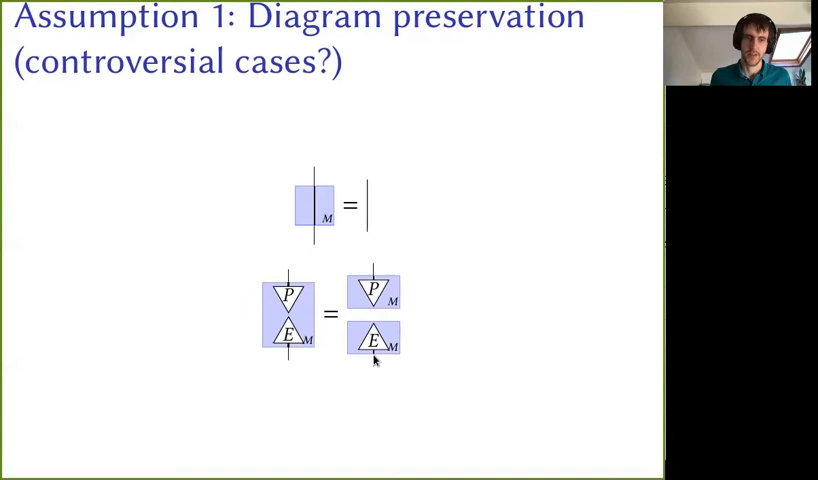 Assumption 1: Diagram preservation
(controversial cases?)
M =
P P M
E M = E M